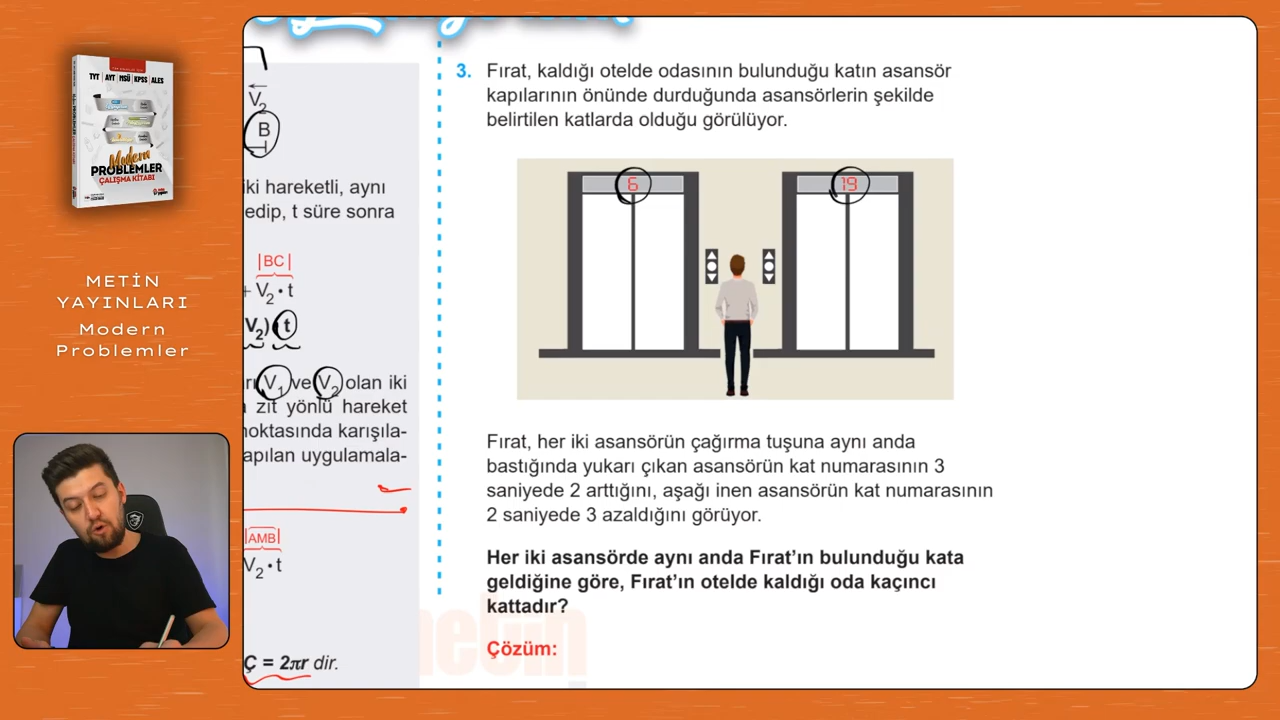 TYT | AYT | MSÜ | KPSS | ALES
Modern
PROBLEMLER
ÇALIŞMA KİTABI
METİN
YAYINLARI
Modern
Problemler
V2
B
iki hareketli, aynı
edip, t süre sonra
|BC|
+ V2 • t
V2) t
V1 ve V2 olan iki
zıt yönlü hareket
noktasında karışıla-
apılan uygulamala-
|AMB|
V2 • t
Ç = 2πr dir.
3. Fırat, kaldığı otelde odasının bulunduğu katın asansör
kapılarının önünde durduğunda asansörlerin şekilde
belirtilen katlarda olduğu görülüyor.
6
19
Fırat, her iki asansörün çağırma tuşuna aynı anda
bastığında yukarı çıkan asansörün kat numarasının 3
saniyede 2 arttığını, aşağı inen asansörün kat numarasının
2 saniyede 3 azaldığını görüyor.
Her iki asansörde aynı anda Fırat’ın bulunduğu kata
geldiğine göre, Fırat’ın otelde kaldığı oda kaçıncı
kattadır?
Çözüm:
metin